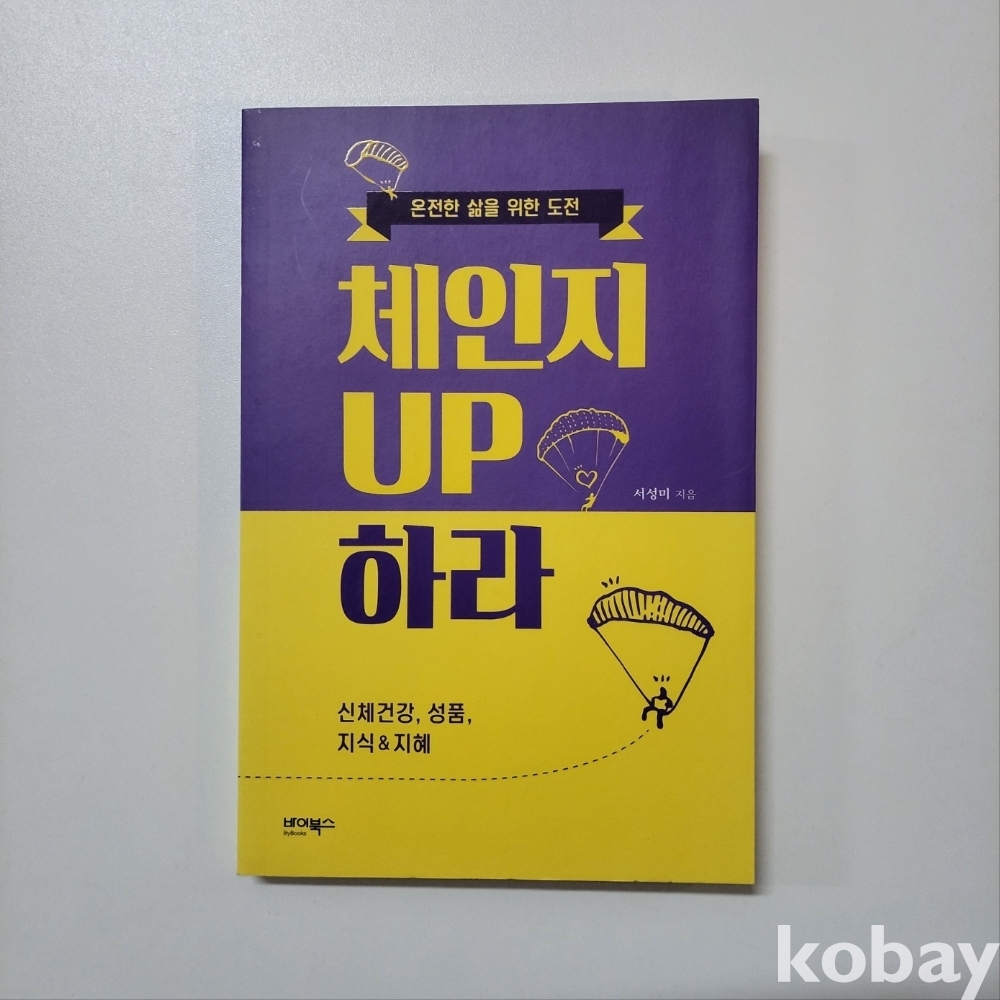 온전한 삶을 위한 도전
체인지
UP
서성미 지음
하라
신체건강, 성품,
지식&지혜
바이북스
ByBooks
kobay